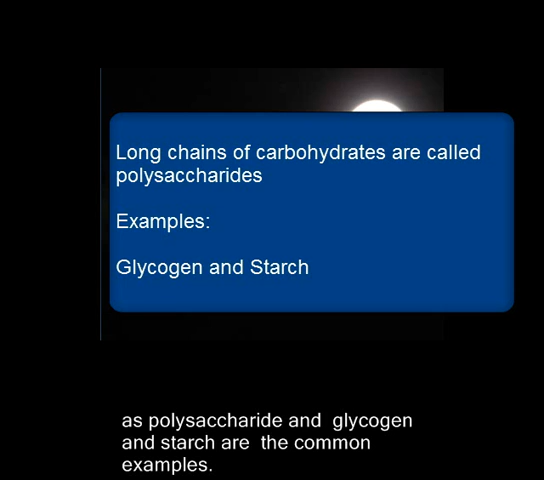 Long chains of carbohydrates are called
polysaccharides
Examples:
Glycogen and Starch
as polysaccharide and glycogen
and starch are the common
examples.